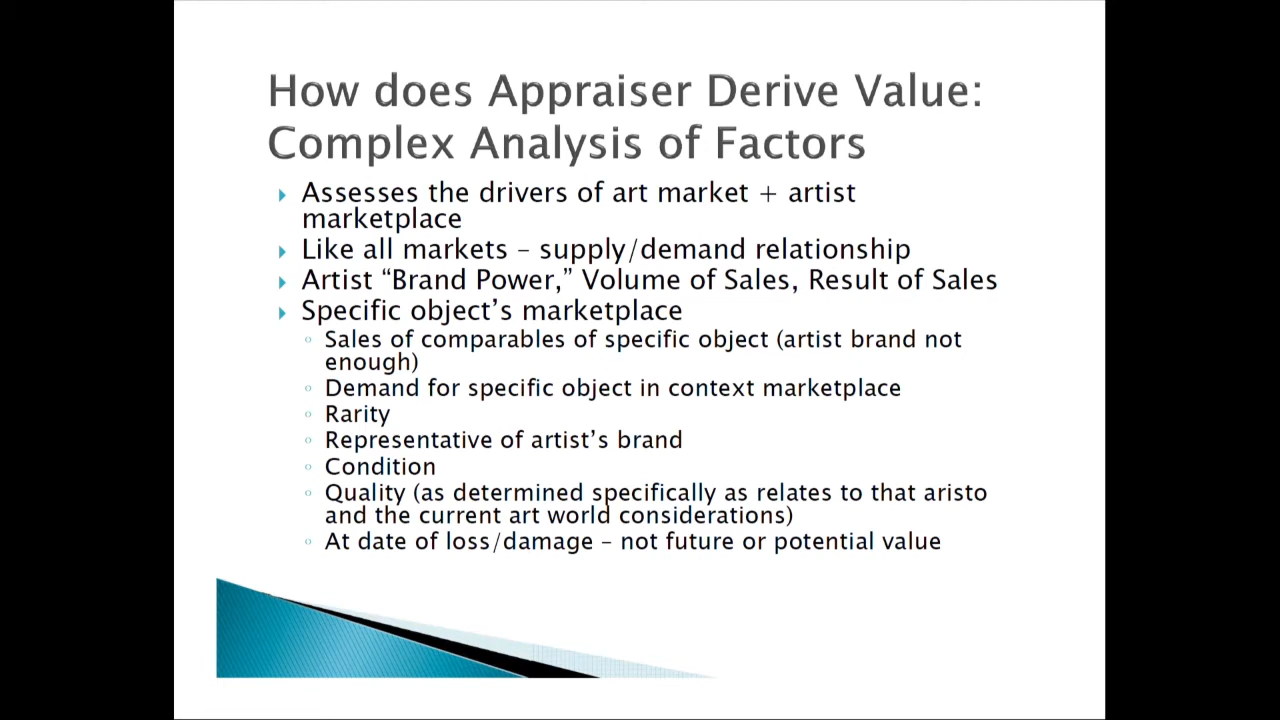 How does Appraiser Derive Value:
Complex Analysis of Factors
Assesses the drivers of art market + artist
marketplace
Like all markets – supply/demand relationship
Artist “Brand Power,” Volume of Sales, Result of Sales
Specific object’s marketplace
Sales of comparables of specific object (artist brand not
enough)
Demand for specific object in context marketplace
Rarity
Representative of artist’s brand
Condition
Quality (as determined specifically as relates to that aristo
and the current art world considerations)
At date of loss/damage – not future or potential value